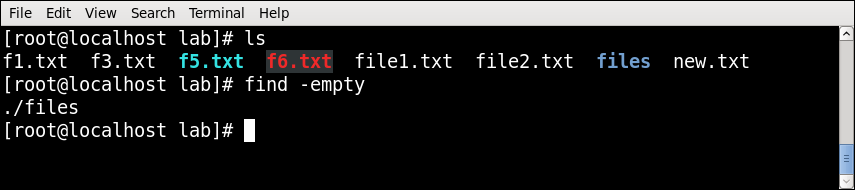 File Edit View Search Terminal Help
[root@localhost lab]# ls
f1.txt f3.txt f5.txt f6.txt file1.txt file2.txt files new.txt
[root@localhost lab]# find -empty
./files
[root@localhost lab]#